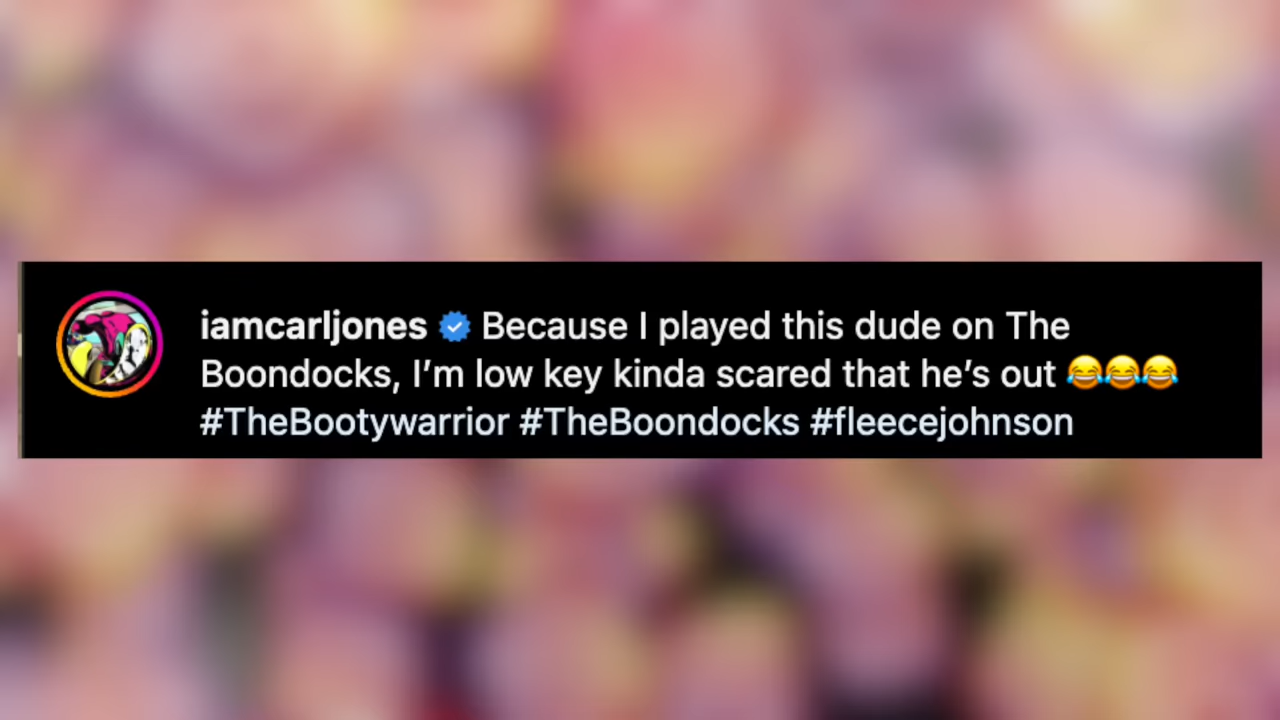 iamcarljones Because I played this dude on The
Boondocks, I’m low key kinda scared that he’s out 😂😂😂
#TheBootywarrior #TheBoondocks #fleecejohnson